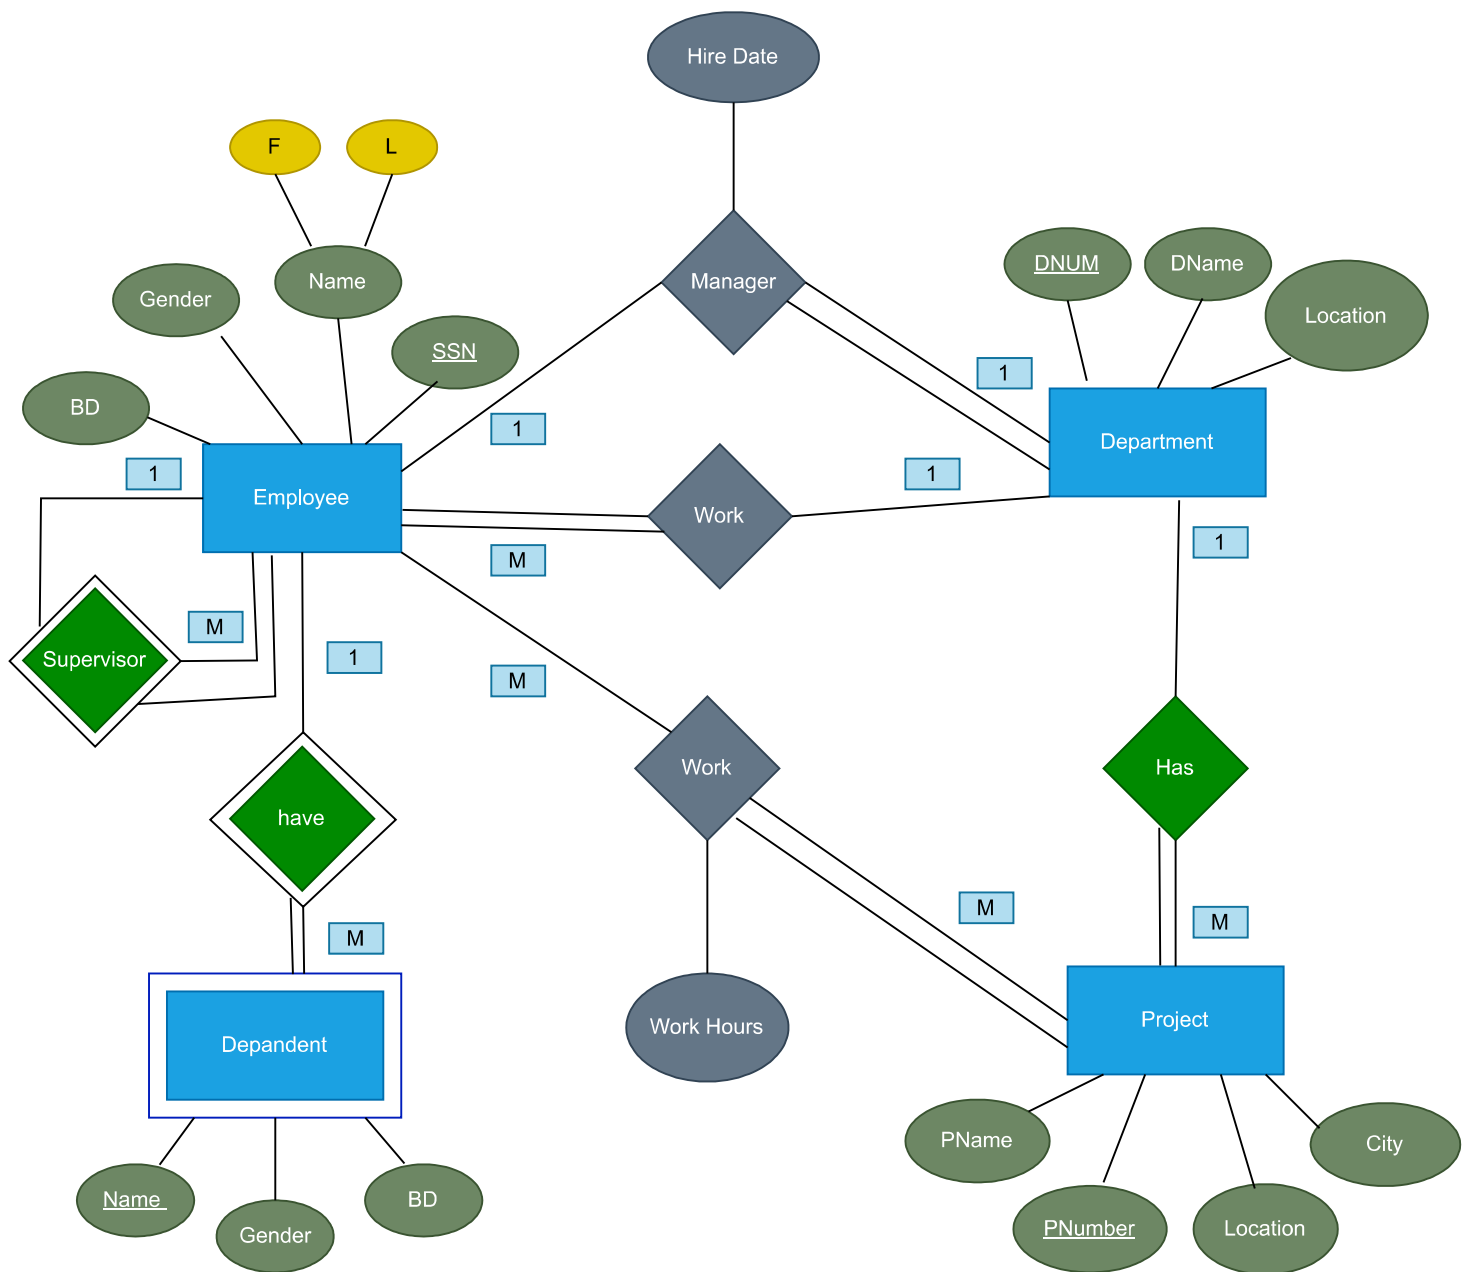 Hire Date
F
L
Name
Gender
SSN
BD
Manager
DNUM
DName
Location
1
1
1
Employee
Department
Work
1
M
1
M
Supervisor
1
M
Work
Has
have
M
M
M
Depandent
Work Hours
Project
PName
City
Name
Gender
BD
PNumber
Location